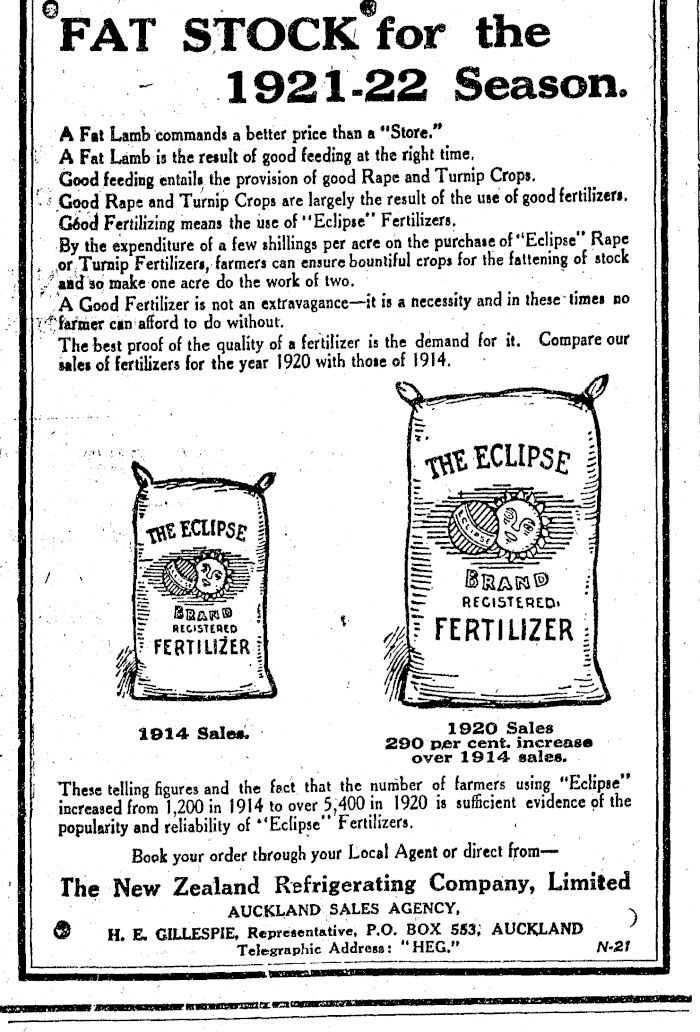 FAT STOCK for the
1921-22 Season.
A Fat Lamb commands a better price than a "Store."
A Fat Lamb is the result of good feeding at the right time.
Good feeding entails the provision of good Rape and Turnip Crops.
Good Rape and Turnip Crops are largely the result of the use of good fertilizers.
Good Fertilizing means the use of "Eclipse" Fertilizers.
By the expenditure of a few shillings per acre on the purchase of "Eclipse" Rape
or Turnip Fertilizers, farmers can ensure bountiful crops for the fattening of stock
and so make one acre do the work of two.
A Good Fertilizer is not an extravagance—it is a necessity and in these times no
farmer can afford to do without.
The best proof of the quality of a fertilizer is the demand for it. Compare our
sales of fertilizers for the year 1920 with those of 1914.
THE ECLIPSE
ECLIPSE
BRAND
REGISTERED
FERTILIZER
THE ECLIPSE
BRAND
REGISTERED
FERTILIZER
1914 Sales.
1920 Sales
290 per cent. increase
over 1914 sales.
These telling figures and the fact that the number of farmers using "Eclipse"
increased from 1,200 in 1914 to over 5,400 in 1920 is sufficient evidence of the
popularity and reliability of "Eclipse" Fertilizers.
Book your order through your Local Agent or direct from—
The New Zealand Refrigerating Company, Limited
AUCKLAND SALES AGENCY,
H. E. GILLESPIE, Representative, P.O. BOX 553, AUCKLAND
Telegraphic Address: "HEG."
N-21